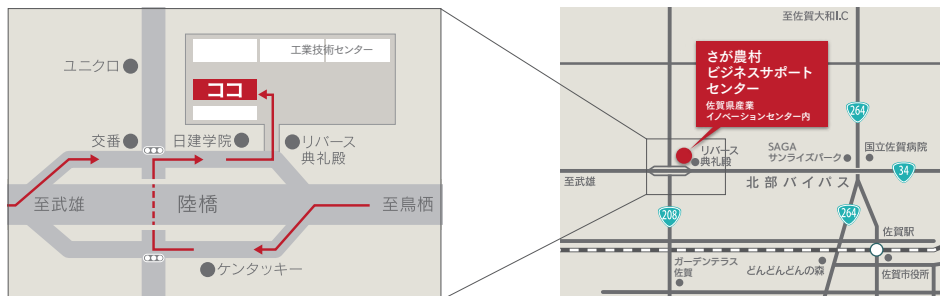 工業技術センター
ユニクロ
ココ
交番
日建学院
リバース
典礼殿
至武雄
陸橋
至鳥栖
ケンタッキー
至佐賀大和I.C
さが農村
ビジネスサポート
センター
佐賀県産業
イノベーションセンター内
264
リバース
典礼殿
SAGA
サンライズパーク
国立佐賀病院
34
至武雄
北部バイパス
208
264
佐賀駅
ガーデンテラス
佐賀
どんどんどんの森
佐賀市役所